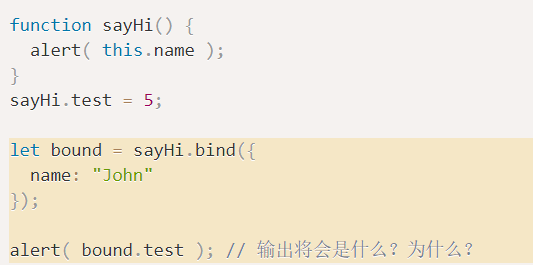 function sayHi() {
  alert( this.name );
}
sayHi.test = 5;

let bound = sayHi.bind({
  name: "John"
});

alert( bound.test ); // 输出将会是什么？为什么？